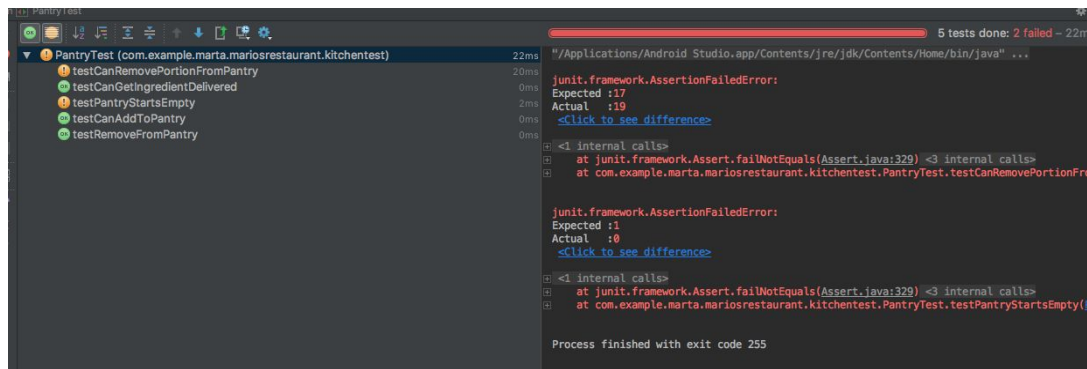 PantryTest
5 tests done: 2 failed – 22m
PantryTest (com.example.marta.mariosrestaurant.kitchentest) 22ms
testCanRemovePortionFromPantry 20ms
testCanGetIngredientDelivered 0ms
testPantryStartsEmpty 2ms
testCanAddToPantry 0ms
testRemoveFromPantry 0ms
"/Applications/Android Studio.app/Contents/jre/jdk/Contents/Home/bin/java" ...
junit.framework.AssertionFailedError:
Expected :17
Actual :19
<Click to see difference>
<1 internal calls>
at junit.framework.Assert.failNotEquals(Assert.java:329) <3 internal calls>
at com.example.marta.mariosrestaurant.kitchentest.PantryTest.testCanRemovePortionFro
junit.framework.AssertionFailedError:
Expected :1
Actual :0
<Click to see difference>
<1 internal calls>
at junit.framework.Assert.failNotEquals(Assert.java:329) <3 internal calls>
at com.example.marta.mariosrestaurant.kitchentest.PantryTest.testPantryStartsEmpty(
Process finished with exit code 255